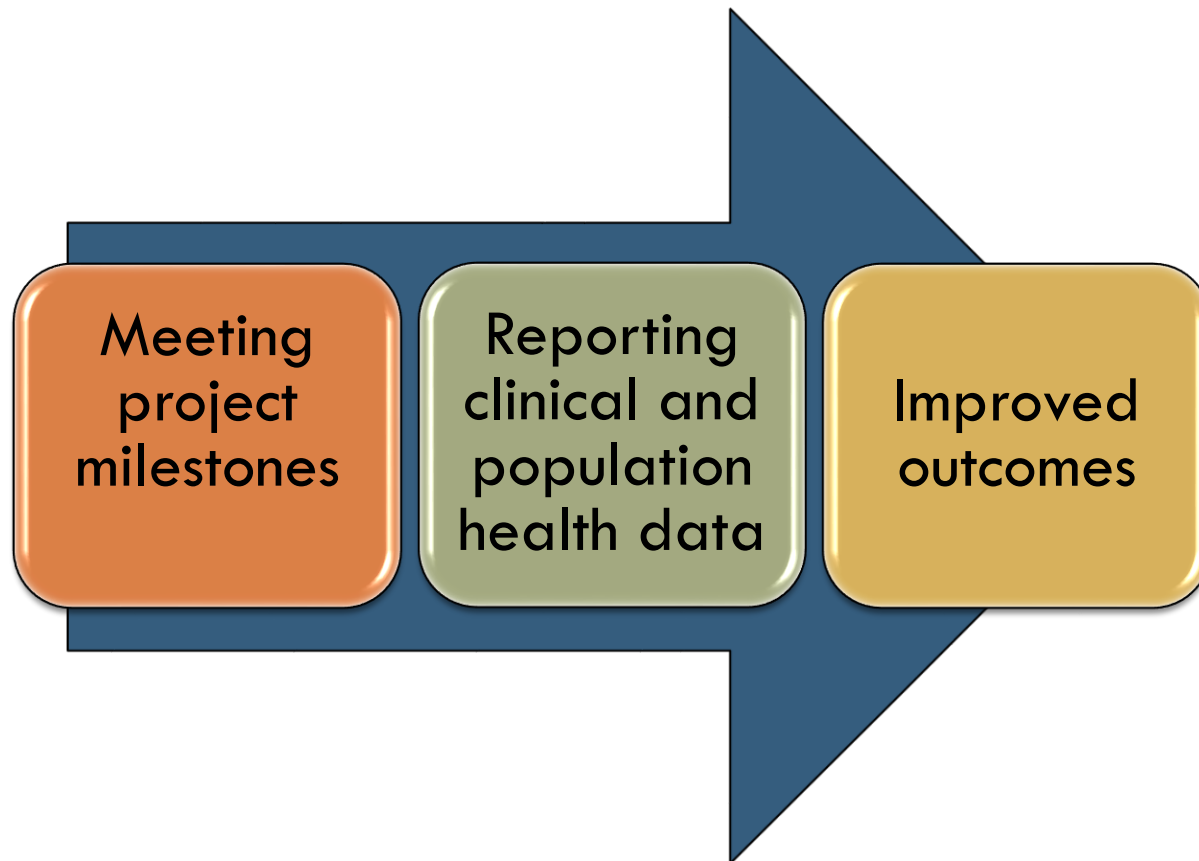 Meeting
project
milestones
Reporting
clinical and
population
health data
Improved
outcomes